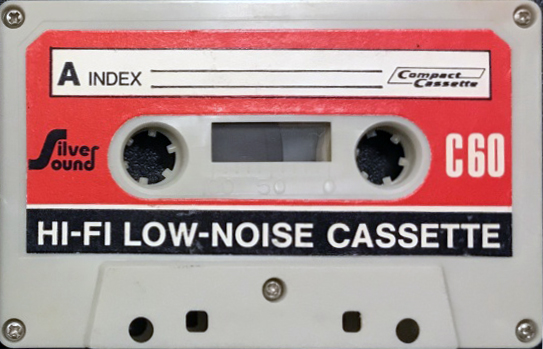 A INDEX
Compact
Cassette
Silver
Sound
C60
HI-FI LOW-NOISE CASSETTE